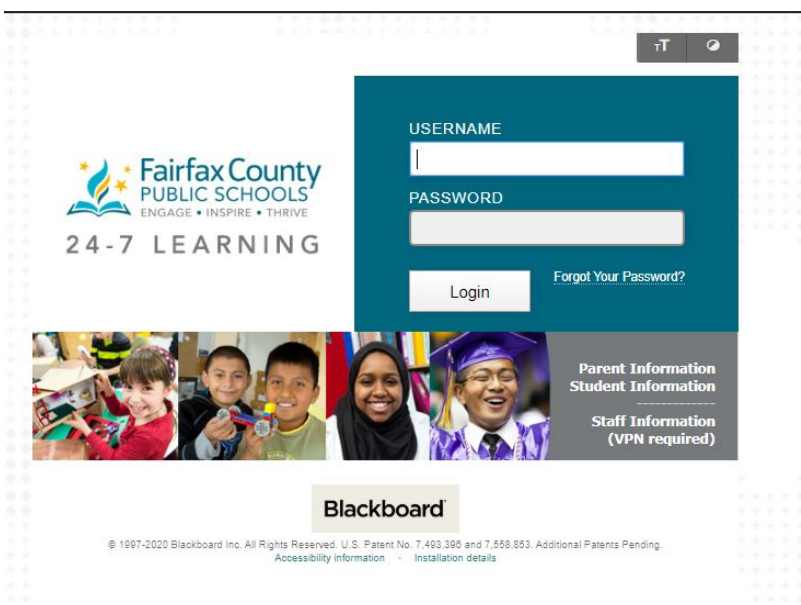 TT
USERNAME
Fairfax County
PUBLIC SCHOOLS
ENGAGE • INSPIRE • THRIVE
24-7 LEARNING
PASSWORD
Login
Forgot Your Password?
Parent Information
Student Information
-------------
Staff Information
(VPN required)
Blackboard
© 1997-2020 Blackboard Inc. All Rights Reserved. U.S. Patent No. 7,493,396 and 7,558,853. Additional Patents Pending.
Accessibility information - Installation details